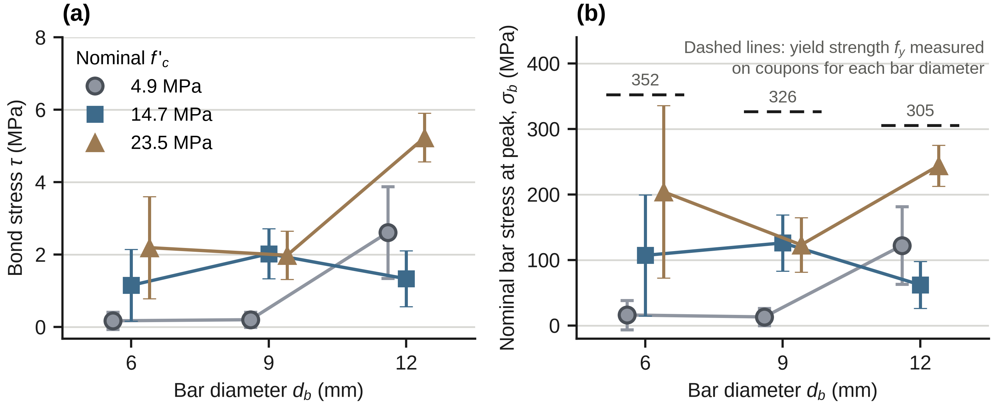 (a)
Bond stress τ (MPa)
8
6
4
2
0
Nominal f'c
4.9 MPa
14.7 MPa
23.5 MPa
6 9 12
Bar diameter db (mm)
(b)
Nominal bar stress at peak, σb (MPa)
400
300
200
100
0
Dashed lines: yield strength fy measured
on coupons for each bar diameter
352
326
305
6 9 12
Bar diameter db (mm)